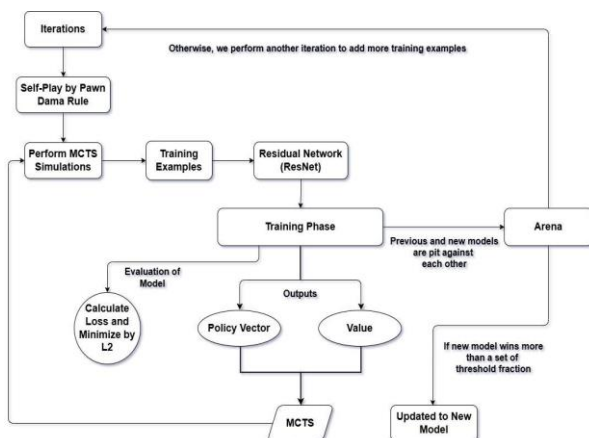 Iterations
Otherwise, we perform another iteration to add more training examples
Self-Play by Pawn
Dama Rule
Perform MCTS
Simulations
Training
Examples
Residual Network
(ResNet)
Training Phase
Arena
Previous and new models
are pit against
each other
Evaluation of
Model
Outputs
Calculate
Loss and
Minimize by
L2
Policy Vector
Value
If new model wins more
than a set of
threshold fraction
MCTS
Updated to New
Model